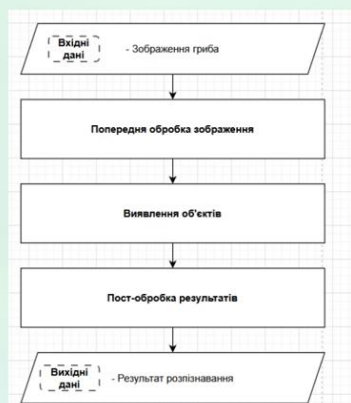 Вхідні
дані
- Зображення гриба
Попередня обробка зображення
Виявлення об'єктів
Пост-обробка результатів
Вихідні
дані
- Результат розпізнавання